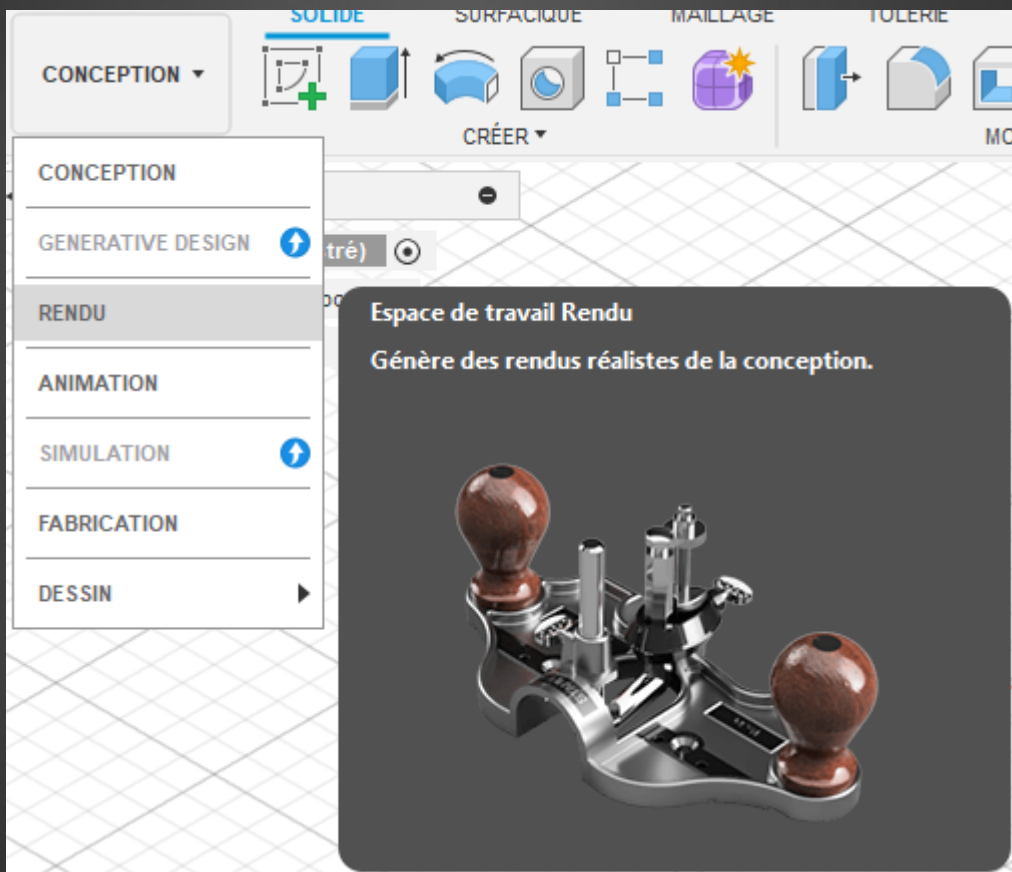 SOLIDE SURFACIQUE MAILLAGE TÔLERIE
CONCEPTION
CRÉER
CONCEPTION
GENERATIVE DESIGN
tré)
RENDU
Espace de travail Rendu
Génère des rendus réalistes de la conception.
ANIMATION
SIMULATION
FABRICATION
DESSIN